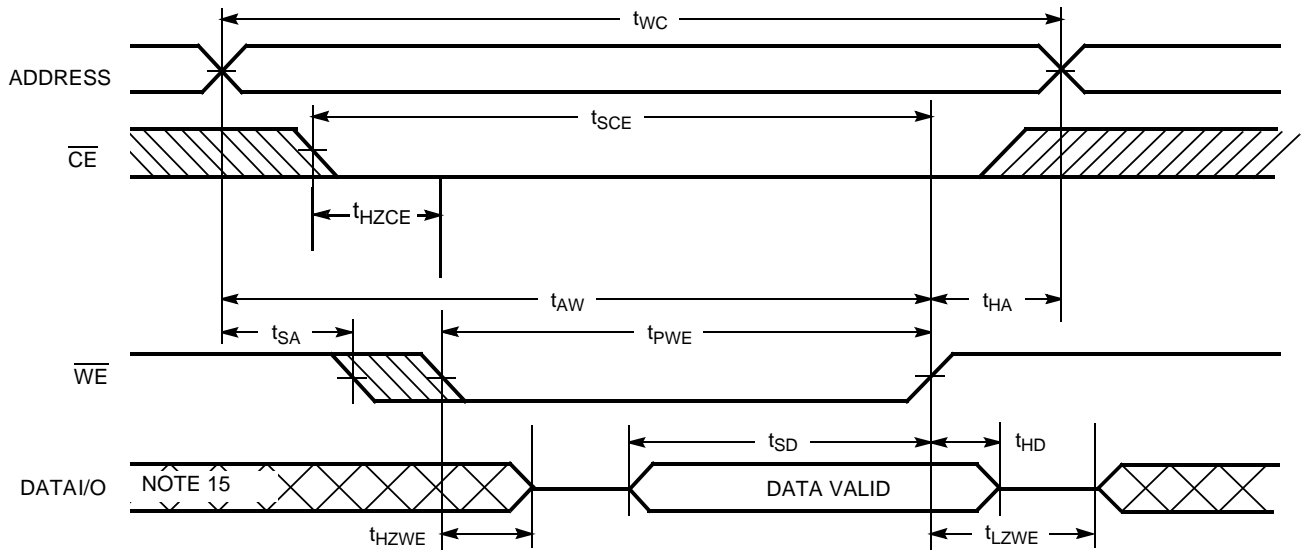 tWC
ADDRESS
tSCE
CE
tHZCE
tAW
tHA
tSA
tPWE
WE
tSD
tHD
DATAI/O
NOTE 15
DATA VALID
tHZWE
tLZWE